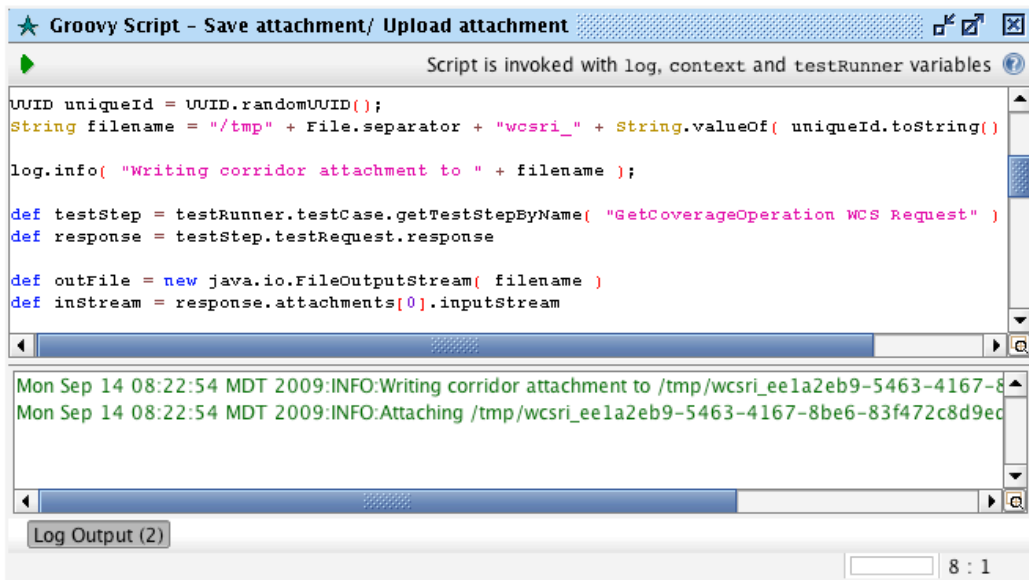 Groovy Script - Save attachment/ Upload attachment
Script is invoked with log, context and testRunner variables
UUID uniqueId = UUID.randomUUID();
String filename = "/tmp" + File.separator + "wcsri_" + String.valueOf( uniqueId.toString()
log.info( "Writing corridor attachment to " + filename );
def testStep = testRunner.testCase.getTestStepByName( "GetCoverageOperation WCS Request" )
def response = testStep.testRequest.response
def outFile = new java.io.FileOutputStream( filename )
def inStream = response.attachments[0].inputStream
Mon Sep 14 08:22:54 MDT 2009:INFO:Writing corridor attachment to /tmp/wcsri_ee1a2eb9-5463-4167-8
Mon Sep 14 08:22:54 MDT 2009:INFO:Attaching /tmp/wcsri_ee1a2eb9-5463-4167-8be6-83f472c8d9ec
Log Output (2)
8 : 1